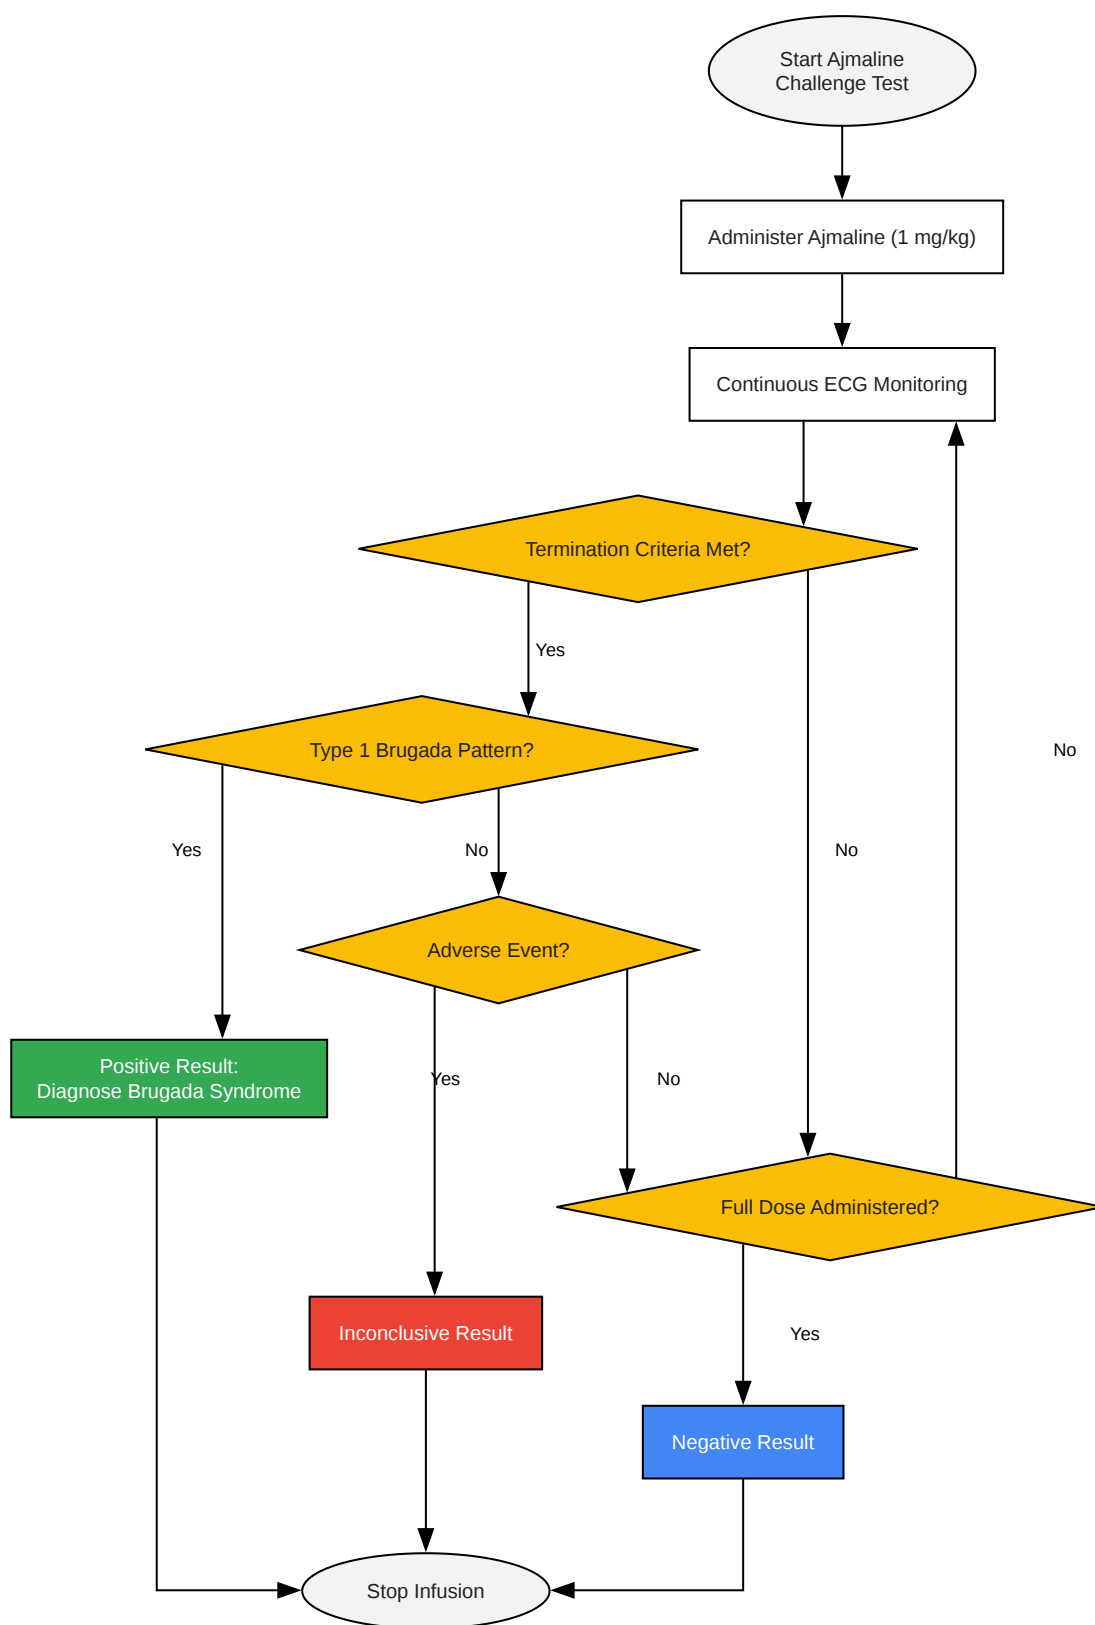 Start Ajmaline
Challenge Test
Administer Ajmaline (1 mg/kg)
Continuous ECG Monitoring
Termination Criteria Met?
Yes
Type 1 Brugada Pattern?
No
Yes
No
No
Adverse Event?
Positive Result:
Diagnose Brugada Syndrome
Yes
No
Full Dose Administered?
Inconclusive Result
Yes
Negative Result
Stop Infusion